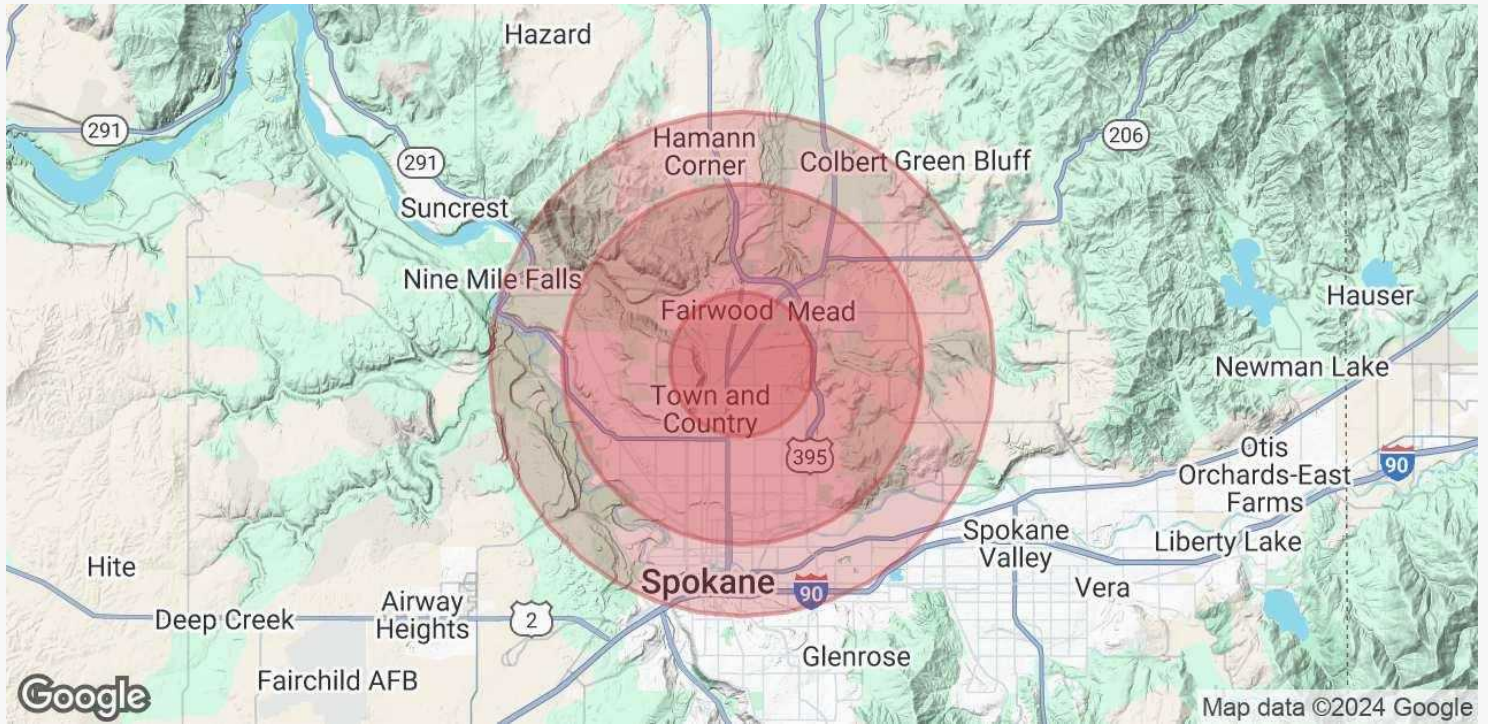 Hazard
291
Hamann
Corner
206
291
Colbert
Green Bluff
Suncrest
Nine Mile Falls
Hauser
Fairwood
Mead
Newman Lake
Town and
Country
395
Otis
Orchards-East
Farms
90
Spokane
Valley
Liberty Lake
Hite
Spokane
90
Vera
Airway
Heights
2
Deep Creek
Glenrose
Fairchild AFB
Google
Map data ©2024 Google